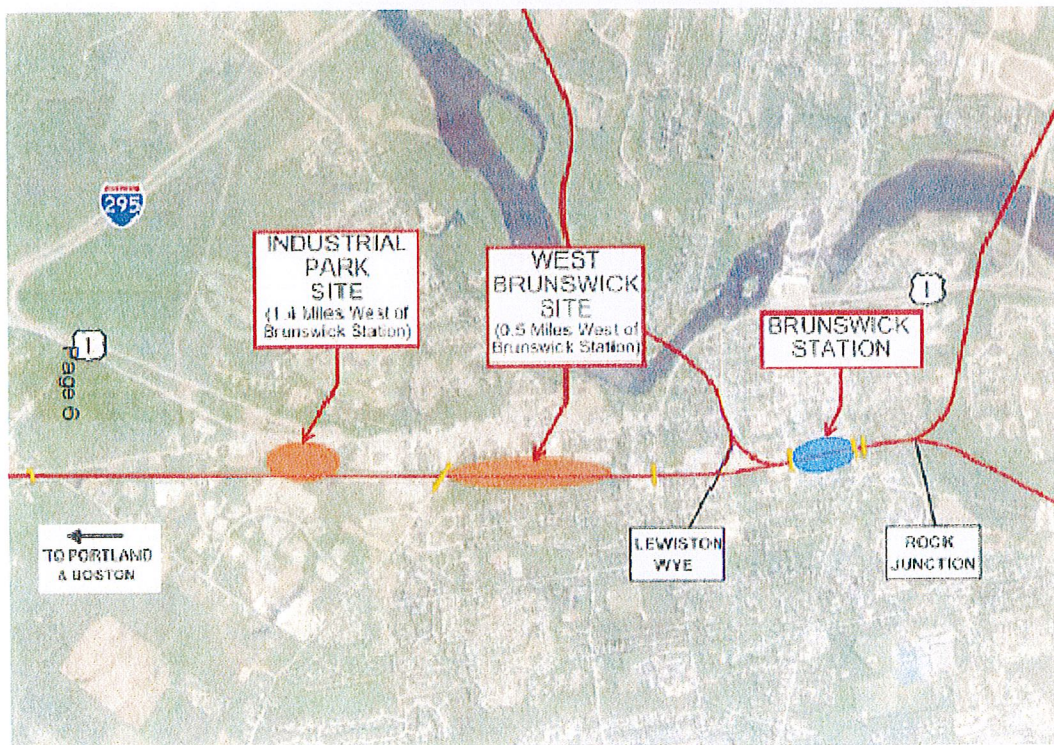 295
INDUSTRIAL
PARK
SITE
(1.4 Miles West of
Brunswick Station)
WEST
BRUNSWICK
SITE
(0.5 Miles West of
Brunswick Station)
1
BRUNSWICK
STATION
1
Page 6
LEWISTON
WYE
ROCK
JUNCTION
TO PORTLAND
& BOSTON